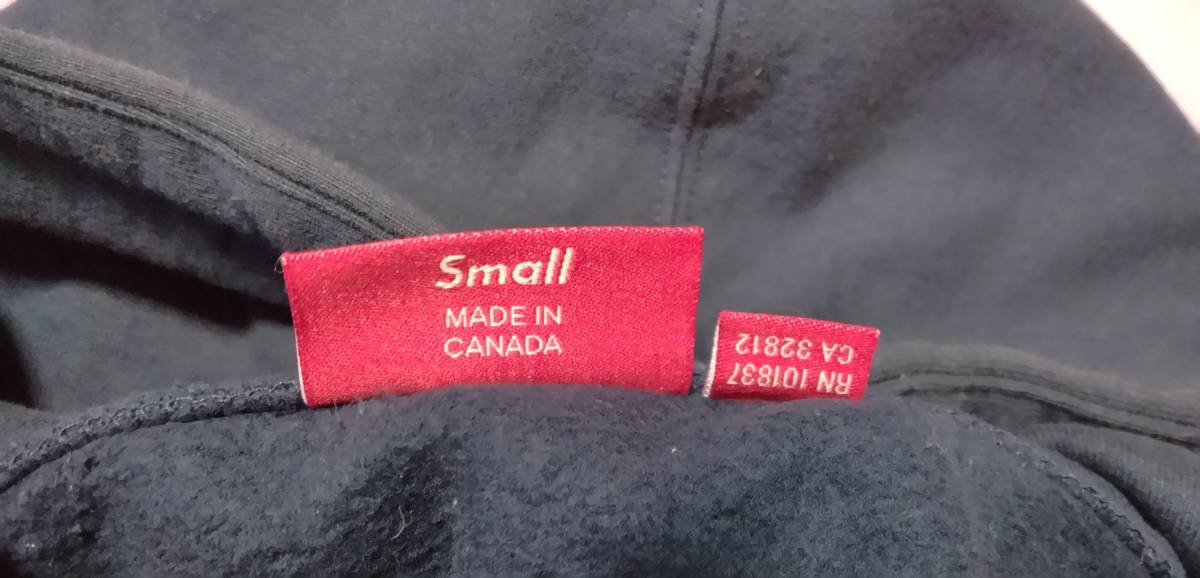 Small
MADE IN
CANADA
RN 101837
CA 32812